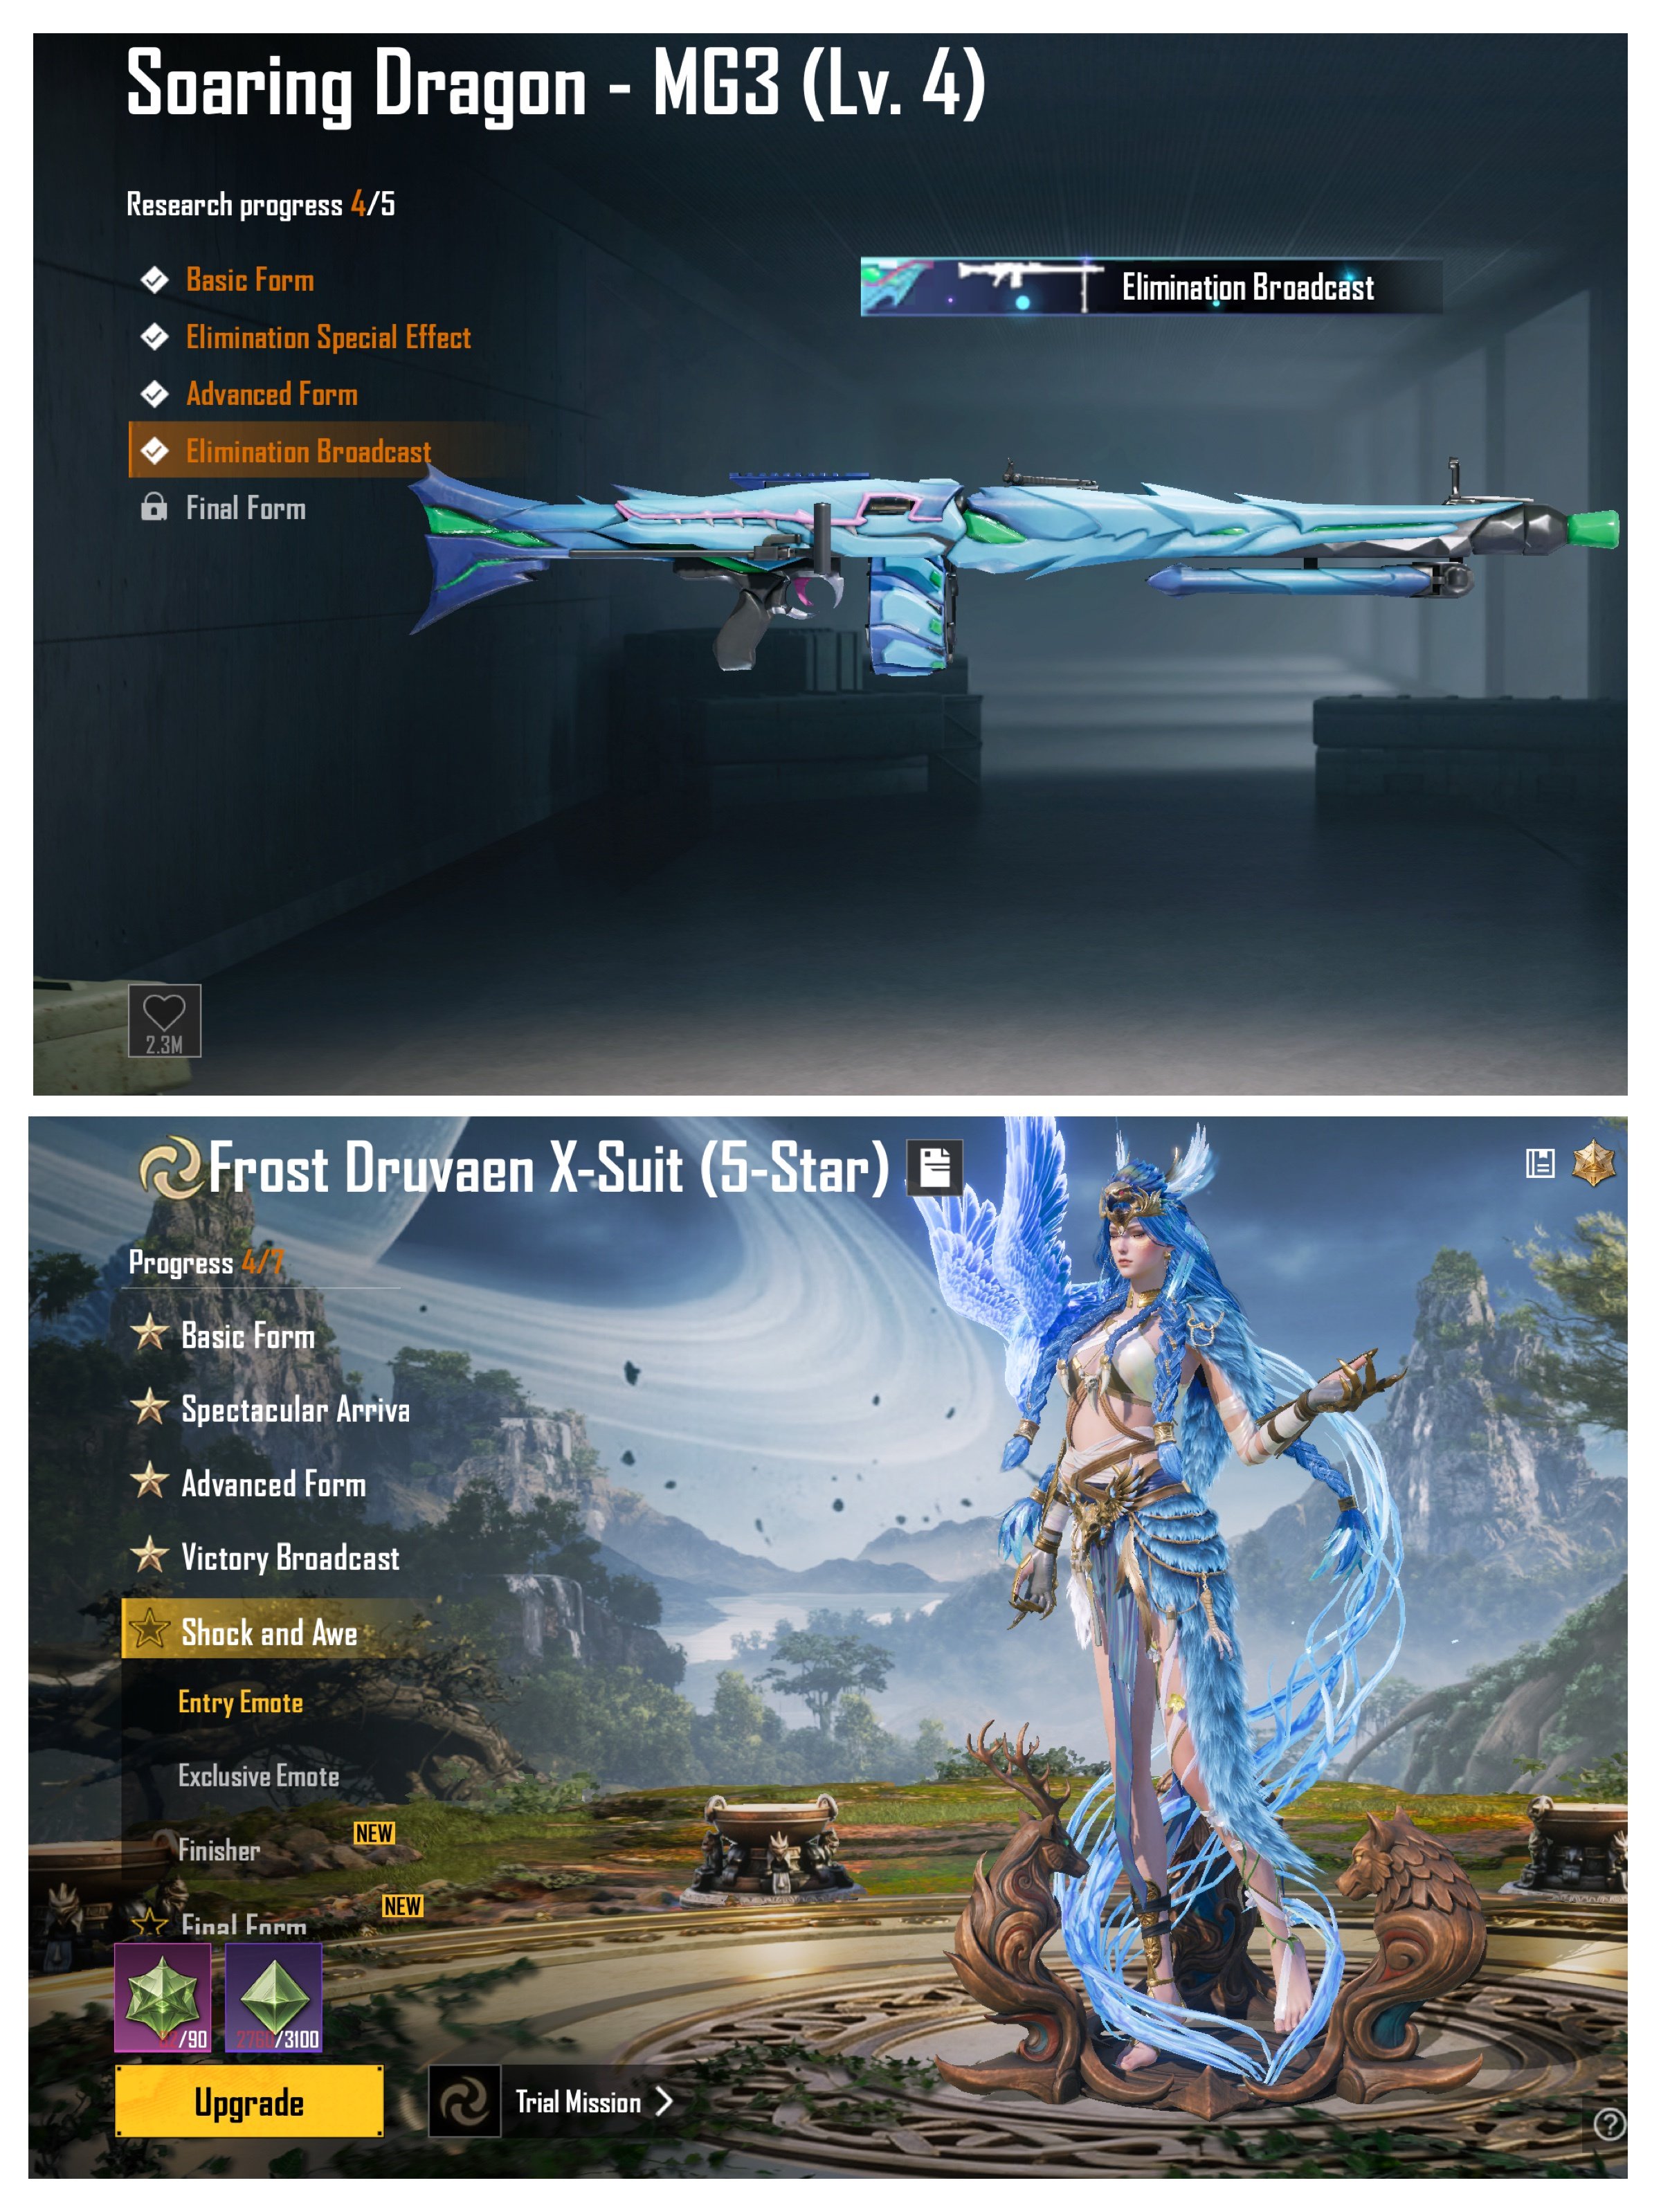 Soaring Dragon - MG3 (Lv. 4)
Research progress 4/5
Basic Form
Elimination Special Effect
Advanced Form
Elimination Broadcast
Final Form
Elimination Broadcast
2.3M
Frost Druvaen X-Suit (5-Star)
Progress 4/7
Basic Form
Spectacular Arriva
Advanced Form
Victory Broadcast
Shock and Awe
Entry Emote
Exclusive Emote
Finisher
NEW
Final Form
NEW
/90
/3100
Upgrade
Trial Mission